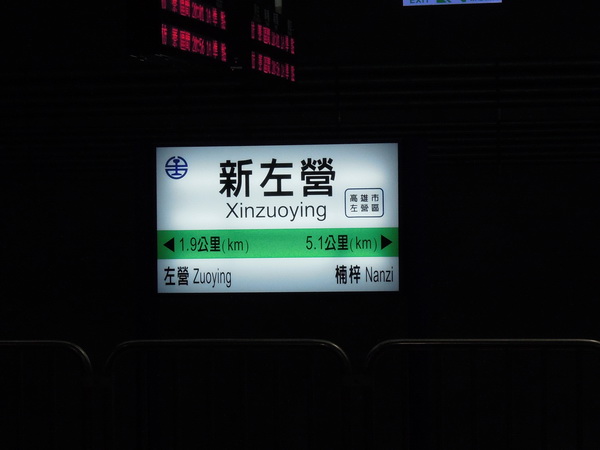 EXIT
新左營
Xinzuoying
高雄市
左營區
◀1.9公里(km) 5.1公里(km)▶
左營 Zuoying 楠梓 Nanzi